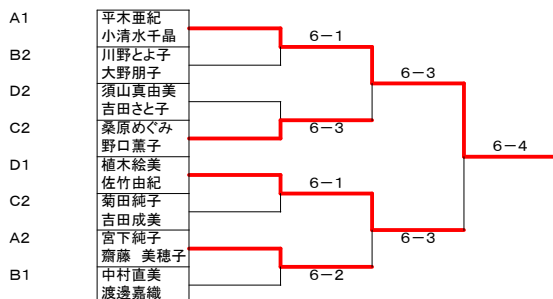 A1
平木亜紀
小清水千晶
6－1
B2
川野とよ子
大野朋子
6－3
D2
須山真由美
吉田さと子
C2
桑原めぐみ
6－3
野口薫子
6－4
D1
植木絵美
佐竹由紀
6－1
C2
菊田純子
吉田成美
6－3
A2
宮下純子
齋藤　美穂子
6－2
B1
中村直美
渡邊嘉織